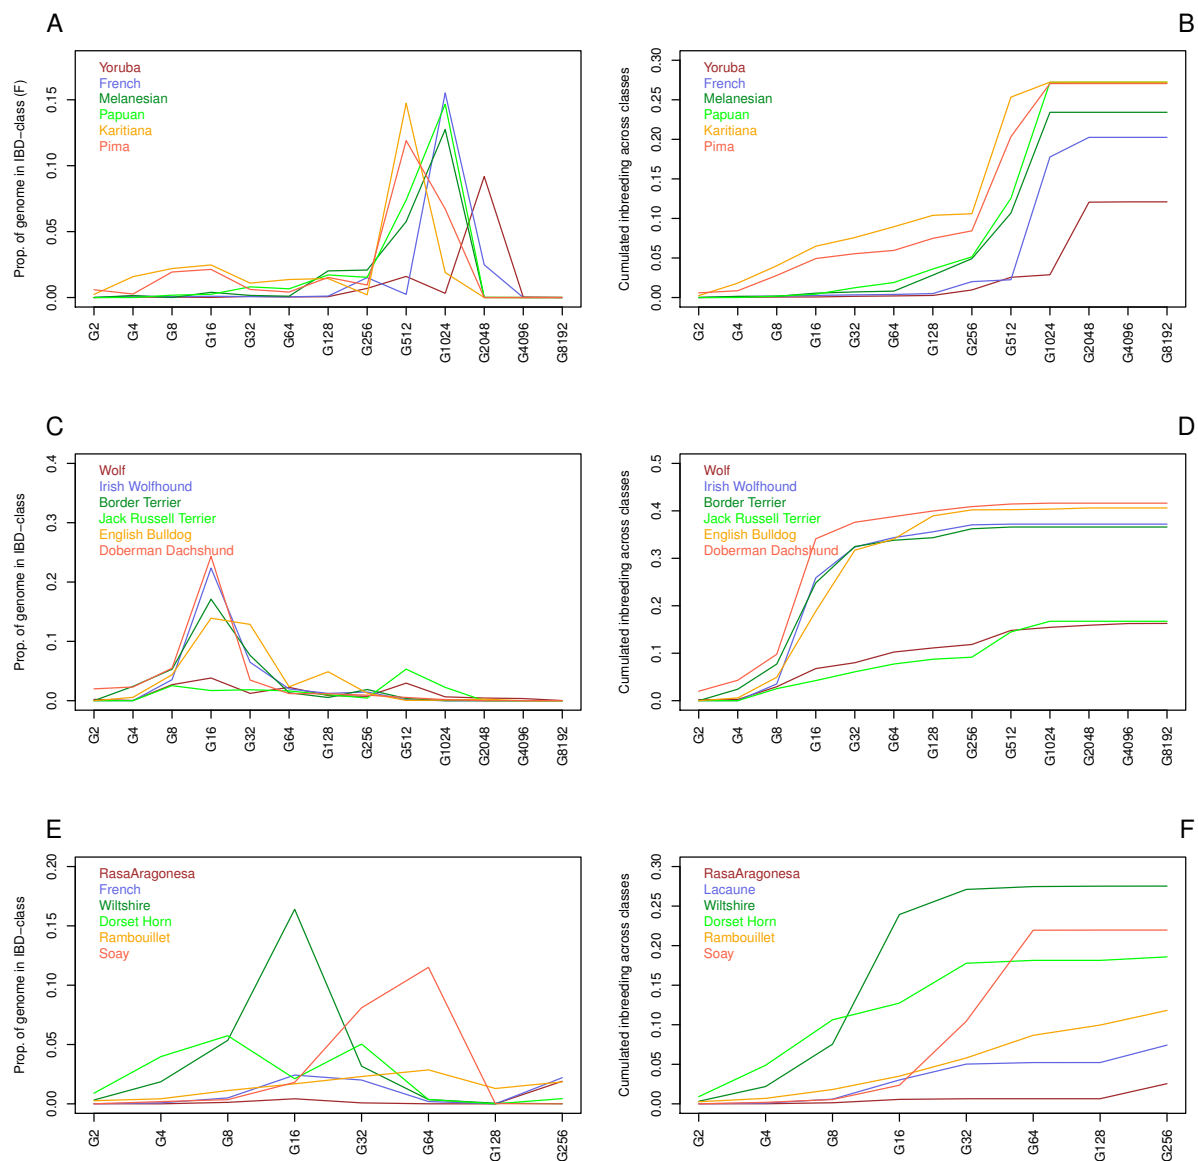 A
Prop. of genome in IBD−class (F)
0.00
0.05
0.10
0.15
Yoruba
French
Melanesian
Papuan
Karitiana
Pima
G2
G4
G8
G16
G32
G64
G128
G256
G512
G1024
G2048
G4096
G8192
B
Cumulated inbreeding across classes
0.00
0.05
0.10
0.15
0.20
0.25
0.30
Yoruba
French
Melanesian
Papuan
Karitiana
Pima
G2
G4
G8
G16
G32
G64
G128
G256
G512
G1024
G2048
G4096
G8192
C
Prop. of genome in IBD−class
0.0
0.1
0.2
0.3
0.4
Wolf
Irish Wolfhound
Border Terrier
Jack Russell Terrier
English Bulldog
Doberman Dachshund
G2
G4
G8
G16
G32
G64
G128
G256
G512
G1024
G2048
G4096
G8192
D
Cumulated inbreeding across classes
0.0
0.1
0.2
0.3
0.4
0.5
Wolf
Irish Wolfhound
Border Terrier
Jack Russell Terrier
English Bulldog
Doberman Dachshund
G2
G4
G8
G16
G32
G64
G128
G256
G512
G1024
G2048
G4096
G8192
E
Prop. of genome in IBD−class
0.00
0.05
0.10
0.15
0.20
RasaAragonesa
French
Wiltshire
Dorset Horn
Rambouillet
Soay
G2
G4
G8
G16
G32
G64
G128
G256
F
Cumulated inbreeding across classes
0.00
0.05
0.10
0.15
0.20
0.25
0.30
RasaAragonesa
Lacaune
Wiltshire
Dorset Horn
Rambouillet
Soay
G2
G4
G8
G16
G32
G64
G128
G256